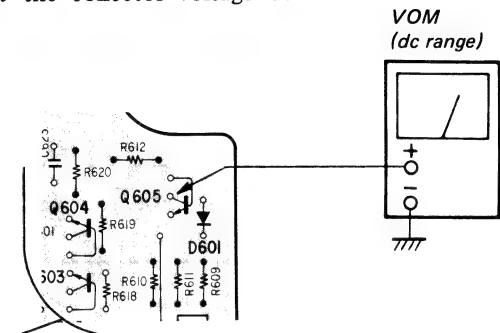 VOM
(dc range)
+
-
R612
R620
Q605
Q604
R619
D601
R618
R610
R611
R609